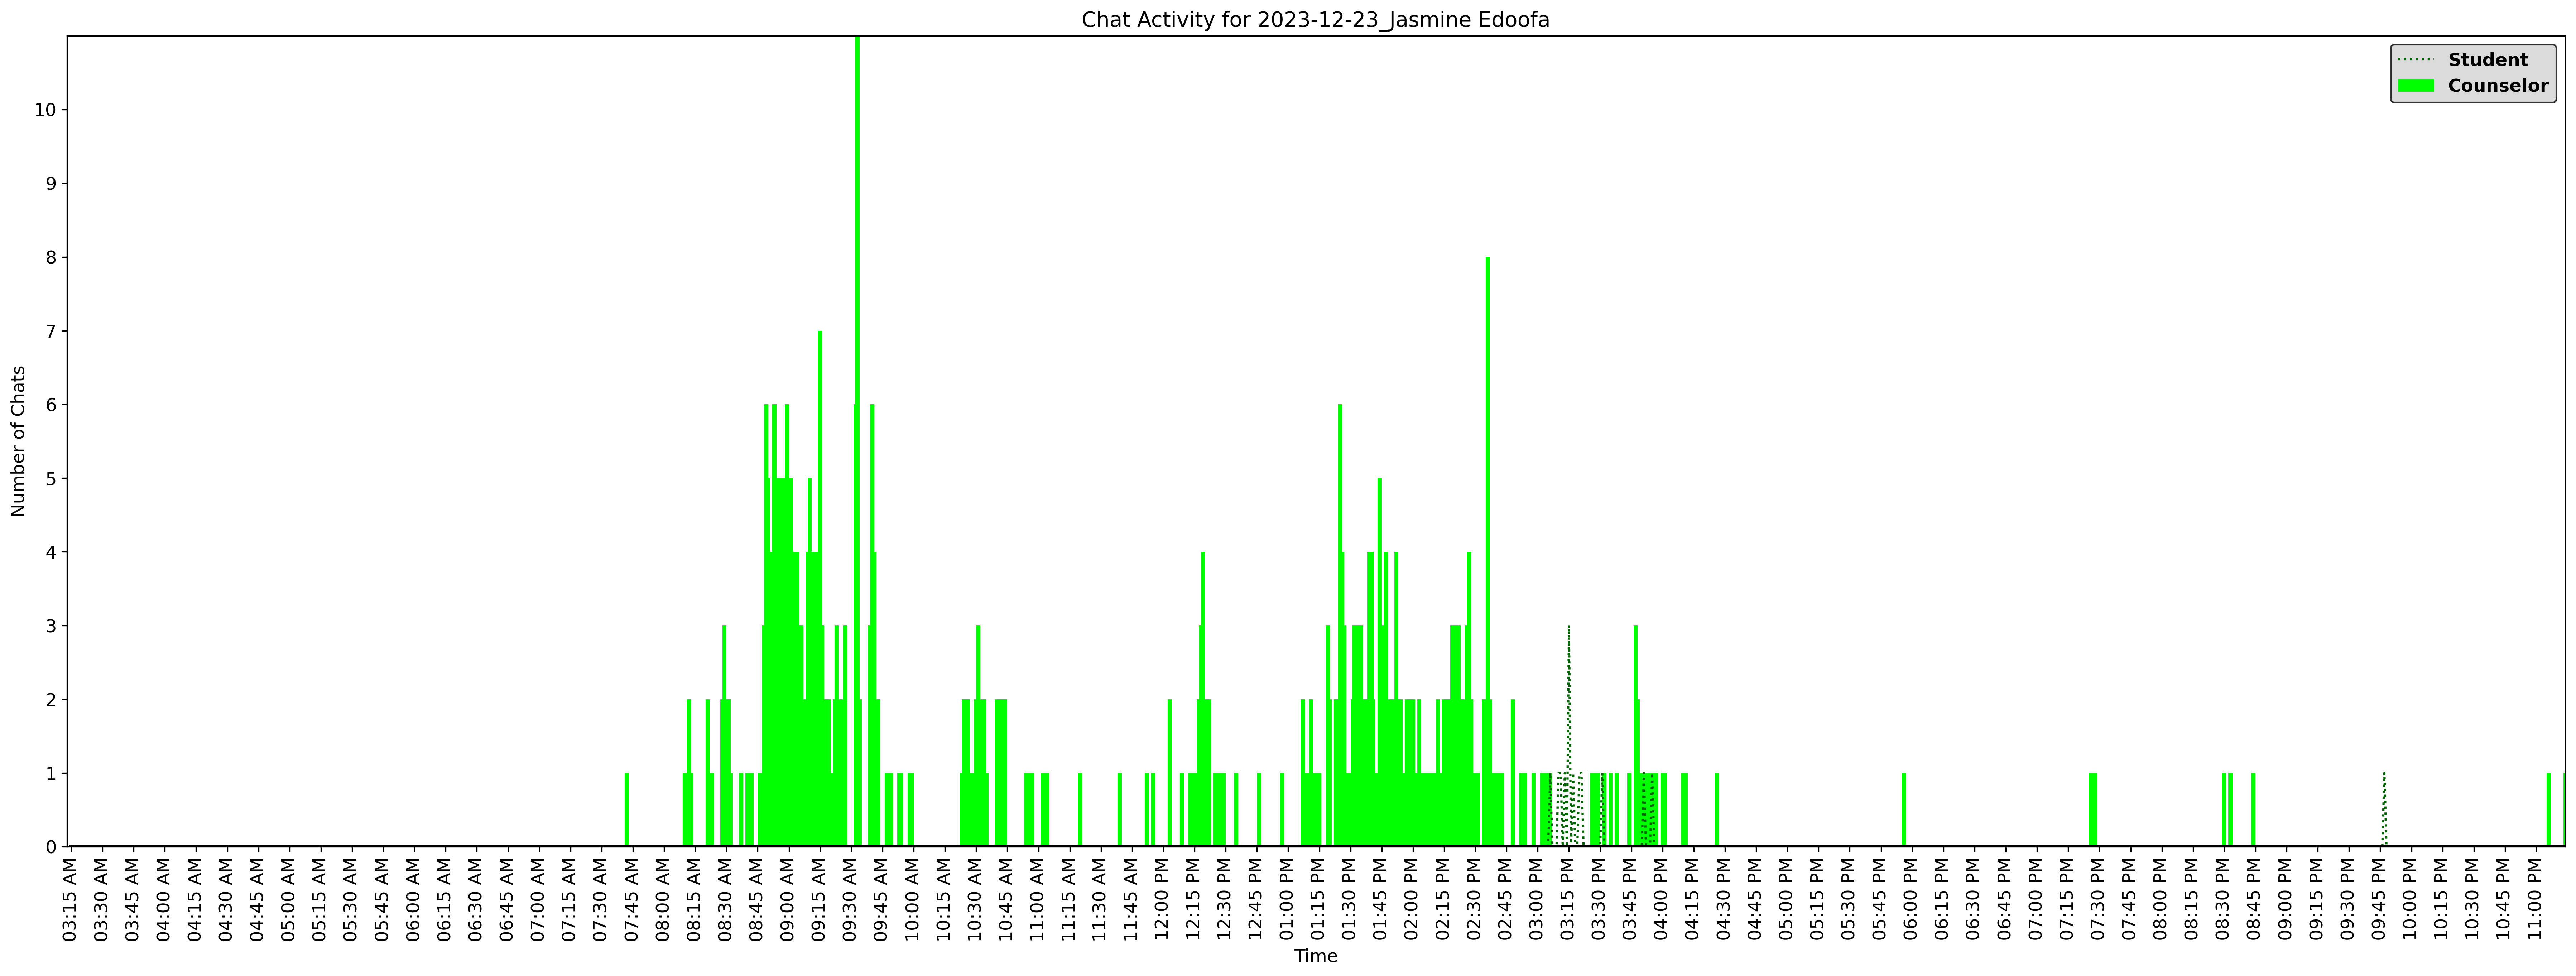 Chat Activity for 2023-12-23_Jasmine Edoofa
Student
Counselor
Number of Chats
10
9
8
7
6
5
4
3
2
1
0
03:15 AM
03:30 AM
03:45 AM
04:00 AM
04:15 AM
04:30 AM
04:45 AM
05:00 AM
05:15 AM
05:30 AM
05:45 AM
06:00 AM
06:15 AM
06:30 AM
06:45 AM
07:00 AM
07:15 AM
07:30 AM
07:45 AM
08:00 AM
08:15 AM
08:30 AM
08:45 AM
09:00 AM
09:15 AM
09:30 AM
09:45 AM
10:00 AM
10:15 AM
10:30 AM
10:45 AM
11:00 AM
11:15 AM
11:30 AM
11:45 AM
12:00 PM
12:15 PM
12:30 PM
12:45 PM
01:00 PM
01:15 PM
01:30 PM
01:45 PM
02:00 PM
02:15 PM
02:30 PM
02:45 PM
03:00 PM
03:15 PM
03:30 PM
03:45 PM
04:00 PM
04:15 PM
04:30 PM
04:45 PM
05:00 PM
05:15 PM
05:30 PM
05:45 PM
06:00 PM
06:15 PM
06:30 PM
06:45 PM
07:00 PM
07:15 PM
07:30 PM
07:45 PM
08:00 PM
08:15 PM
08:30 PM
08:45 PM
09:00 PM
09:15 PM
09:30 PM
09:45 PM
10:00 PM
10:15 PM
10:30 PM
10:45 PM
11:00 PM
Time